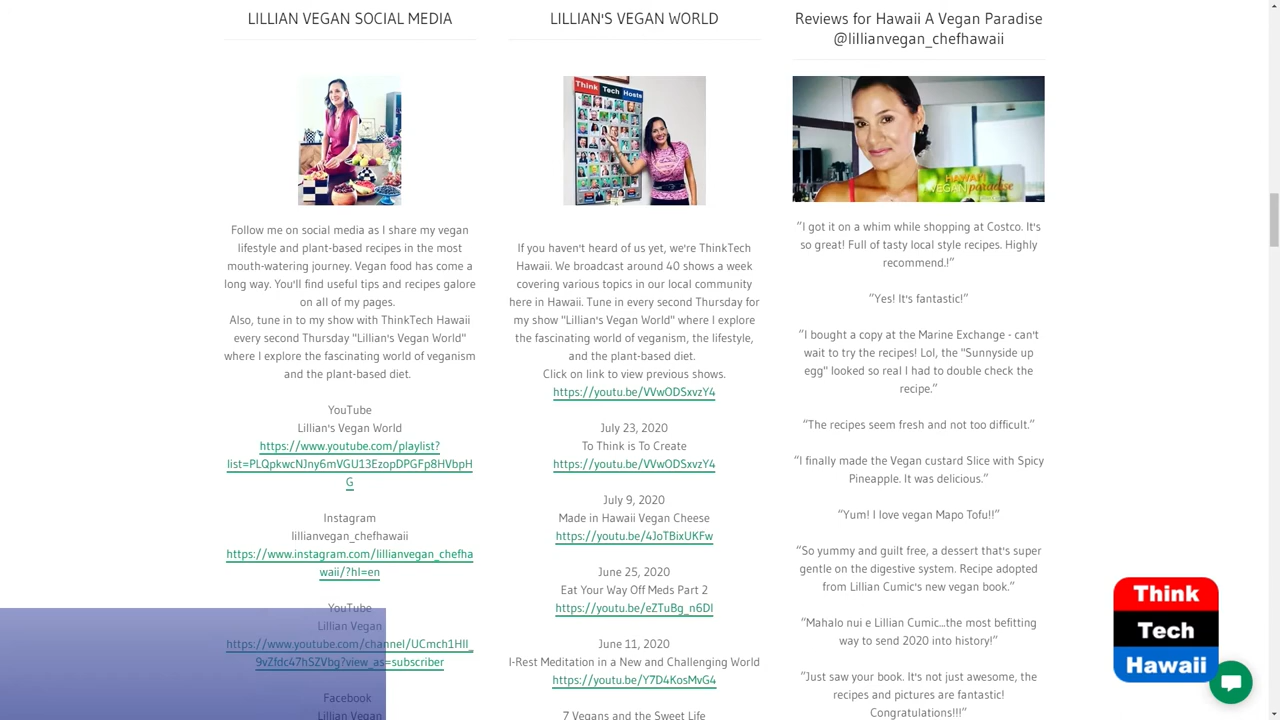 LILLIAN VEGAN SOCIAL MEDIA
Follow me on social media as I share my vegan
lifestyle and plant-based recipes in the most
mouth-watering journey. Vegan food has come a
long way. You'll find useful tips and recipes galore
on all of my pages.
Also, tune in to my show with ThinkTech Hawaii
every second Thursday "Lillian's Vegan World"
where I explore the fascinating world of veganism
and the plant-based diet.
YouTube
Lillian's Vegan World
https://www.youtube.com/playlist?
list=PLQpkwcNJny6mVGU13EzopDPGFp8HVbpH
G
Instagram
lillianvegan_chefhawaii
https://www.instagram.com/lillianvegan_chefha
waii/?hl=en
YouTube
Lillian Vegan
https://www.youtube.com/channel/UCmch1HlI_
9vZfdc47hSZVbg?view_as=subscriber
Facebook
Lillian Vegan
LILLIAN'S VEGAN WORLD
Think Tech Hosts
If you haven't heard of us yet, we're ThinkTech
Hawaii. We broadcast around 40 shows a week
covering various topics in our local community
here in Hawaii. Tune in every second Thursday for
my show "Lillian's Vegan World" where I explore
the fascinating world of veganism, the lifestyle,
and the plant-based diet.
Click on link to view previous shows.
https://youtu.be/VVwODSxvzY4
July 23, 2020
To Think is To Create
https://youtu.be/VVwODSxvzY4
July 9, 2020
Made in Hawaii Vegan Cheese
https://youtu.be/4JoTBixUKFw
June 25, 2020
Eat Your Way Off Meds Part 2
https://youtu.be/eZTuBg_n6DI
June 11, 2020
I-Rest Meditation in a New and Challenging World
https://youtu.be/Y7D4KosMvG4
7 Vegans and the Sweet Life
Reviews for Hawaii A Vegan Paradise
@lillianvegan_chefhawaii
HAWAI'I
VEGAN paradise
“I got it on a whim while shopping at Costco. It's
so great! Full of tasty local style recipes. Highly
recommend.!”
“Yes! It's fantastic!”
“I bought a copy at the Marine Exchange - can't
wait to try the recipes! Lol, the "Sunnyside up
egg" looked so real I had to double check the
recipe.”
“The recipes seem fresh and not too difficult.”
“I finally made the Vegan custard Slice with Spicy
Pineapple. It was delicious.”
“Yum! I love vegan Mapo Tofu!!”
“So yummy and guilt free, a dessert that's super
gentle on the digestive system. Recipe adopted
from Lillian Cumic's new vegan book.”
“Mahalo nui e Lillian Cumic...the most befitting
way to send 2020 into history!”
“Just saw your book. It's not just awesome, the
recipes and pictures are fantastic!
Congratulations!!!”
Think
Tech
Hawaii